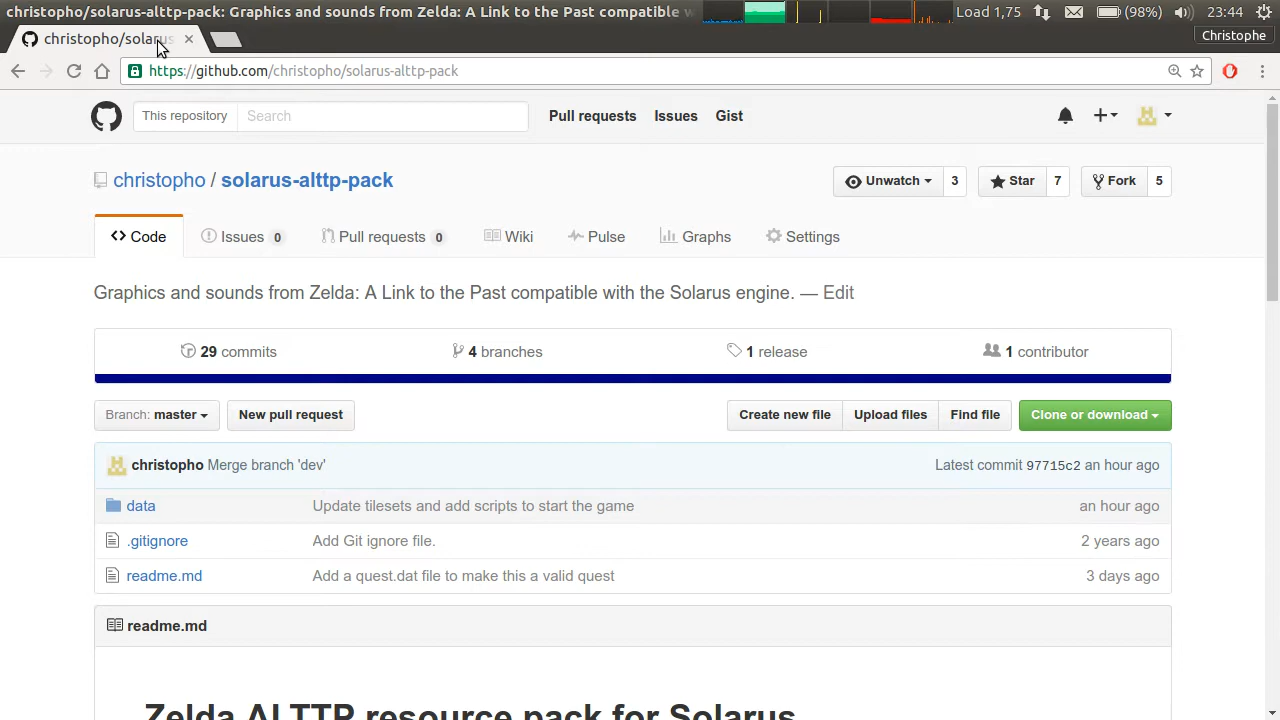 christopho/solarus-alttp-pack: Graphics and sounds from Zelda: A Link to the Past compatible
Load 1,75
(98%)
23:44
christopho/solarus
Christophe
https://github.com/christopho/solarus-alttp-pack
This repository
Search
Pull requests
Issues
Gist
christopho / solarus-alttp-pack
Unwatch
3
Star
7
Fork
5
Code
Issues 0
Pull requests 0
Wiki
Pulse
Graphs
Settings
Graphics and sounds from Zelda: A Link to the Past compatible with the Solarus engine. — Edit
29 commits
4 branches
1 release
1 contributor
Branch: master
New pull request
Create new file
Upload files
Find file
Clone or download
christopho Merge branch 'dev'
Latest commit 97715c2 an hour ago
data
Update tilesets and add scripts to start the game
an hour ago
.gitignore
Add Git ignore file.
2 years ago
readme.md
Add a quest.dat file to make this a valid quest
3 days ago
readme.md
Zelda ALTTP resource pack for Solarus